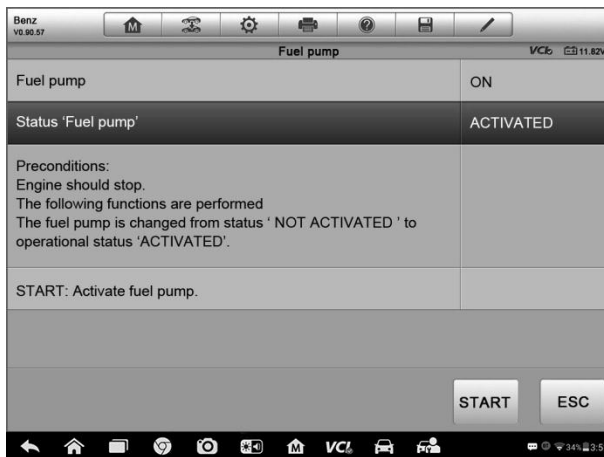 Benz
V0.90.57
Fuel pump
VCI
11.82V
Fuel pump ON
Status ‘Fuel pump’ ACTIVATED
Preconditions:
Engine should stop.
The following functions are performed
The fuel pump is changed from status ‘ NOT ACTIVATED ’ to
operational status ‘ACTIVATED’.
START: Activate fuel pump.
START ESC
M VCI 34% 3:5